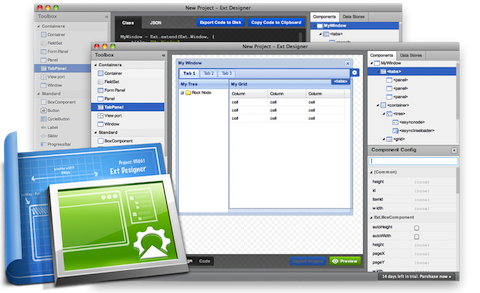 New Project – Ext Designer
Toolbox
Class
JSON
Export Code to Disk
Copy Code to Clipboard
Components
Data Stores
Containers
Container
FieldSet
Form Panel
Panel
TabPanel
Viewport
Window
Standard
BoxComponent
Button
CycleButton
Label
Slider
ProgressBar
MyWindow = Ext.extend(Ext.Window, {
MyWindow
<tabs>
New Project – Ext Designer
Toolbox
Containers
Container
FieldSet
Form Panel
Panel
TabPanel
Viewport
Window
Standard
BoxComponent
My Window
Tab 1
Tab 2
Tab 3
<tabs>
My Tree
My Grid
Root Node
Column
Column
Column
cell
cell
cell
cell
cell
cell
cell
cell
cell
Code
Preview
Components
Data Stores
MyWindow
<tabs>
<panel>
<panel>
<panel>
<container>
<tree>
<asyncnode>
<asynctreeloader>
<grid>
Component Config
(Common)
height
id
itemId
width
Ext.BoxComponent
autoHeight
autoWidth
height
pageX
pageY
14 days left in trial. Purchase now »
Ext Designer